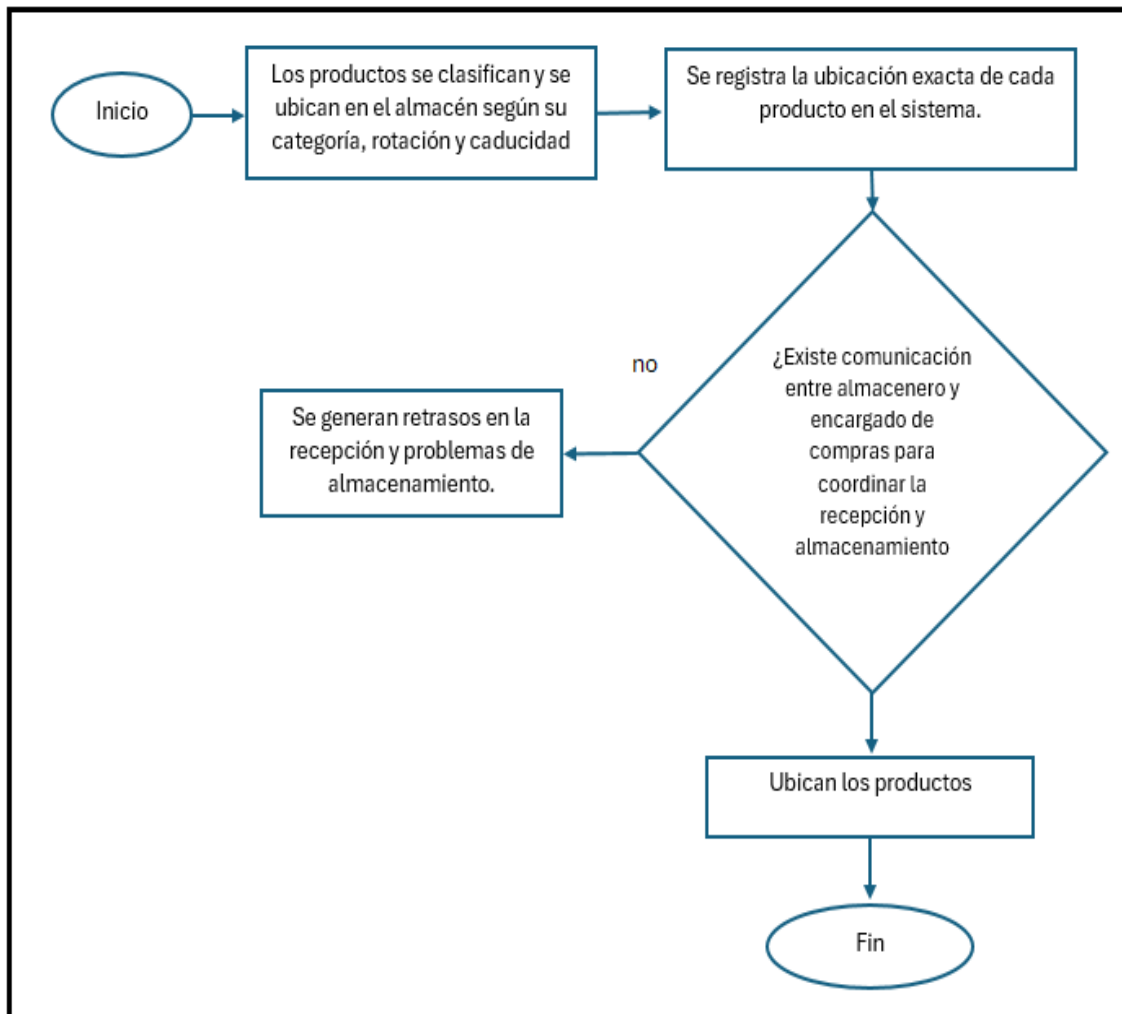 Inicio
Los productos se clasifican y se
ubican en el almacén según su
categoría, rotación y caducidad
Se registra la ubicación exacta de cada
producto en el sistema.
¿Existe comunicación
entre almacenero y
encargado de
compras para
coordinar la
recepción y
almacenamiento
no
Se generan retrasos en la
recepción y problemas de
almacenamiento.
Ubican los productos
Fin